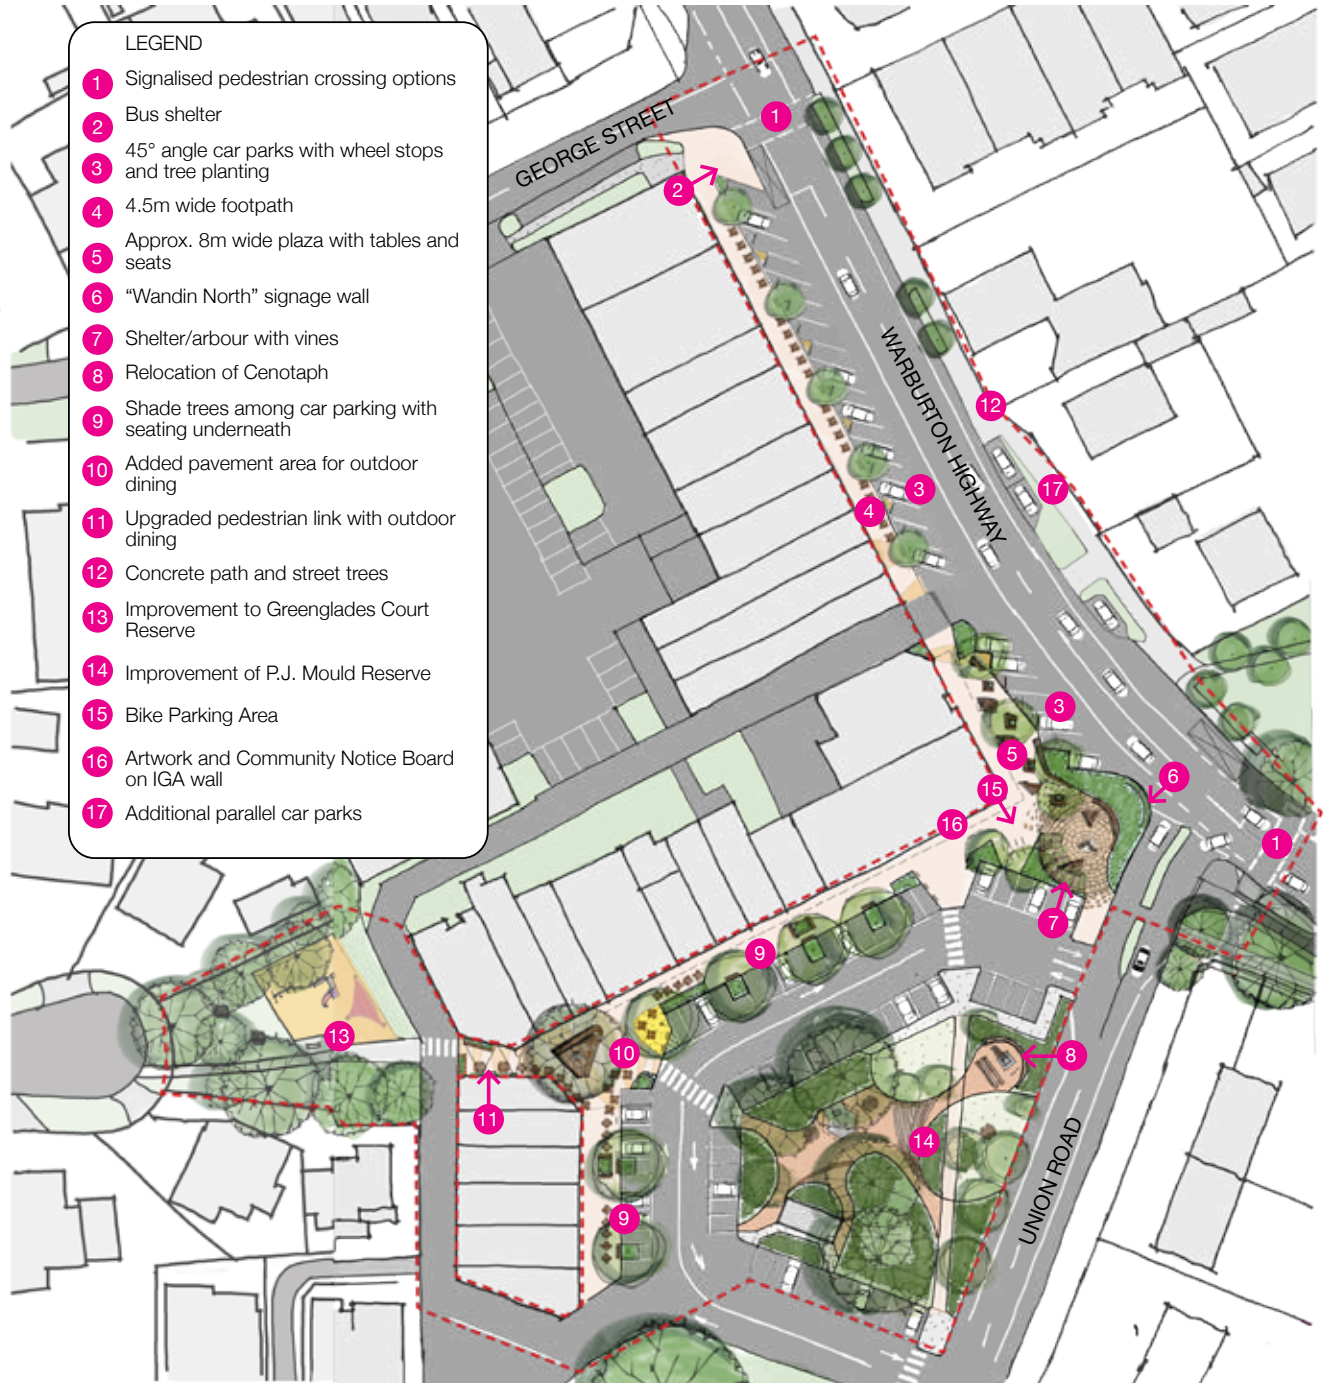 LEGEND
1 Signalised pedestrian crossing options
2 Bus shelter
3 45° angle car parks with wheel stops
and tree planting
4 4.5m wide footpath
5 Approx. 8m wide plaza with tables and
seats
6 “Wandin North” signage wall
7 Shelter/arbour with vines
8 Relocation of Cenotaph
9 Shade trees among car parking with
seating underneath
10 Added pavement area for outdoor
dining
11 Upgraded pedestrian link with outdoor
dining
12 Concrete path and street trees
13 Improvement to Greenglades Court
Reserve
14 Improvement of P.J. Mould Reserve
15 Bike Parking Area
16 Artwork and Community Notice Board
on IGA wall
17 Additional parallel car parks
GEORGE STREET
1
2
WARBURTON HIGHWAY
12
3
17
4
3
5
6
15
16
1
7
9
13
10
8
11
14
UNION ROAD
9